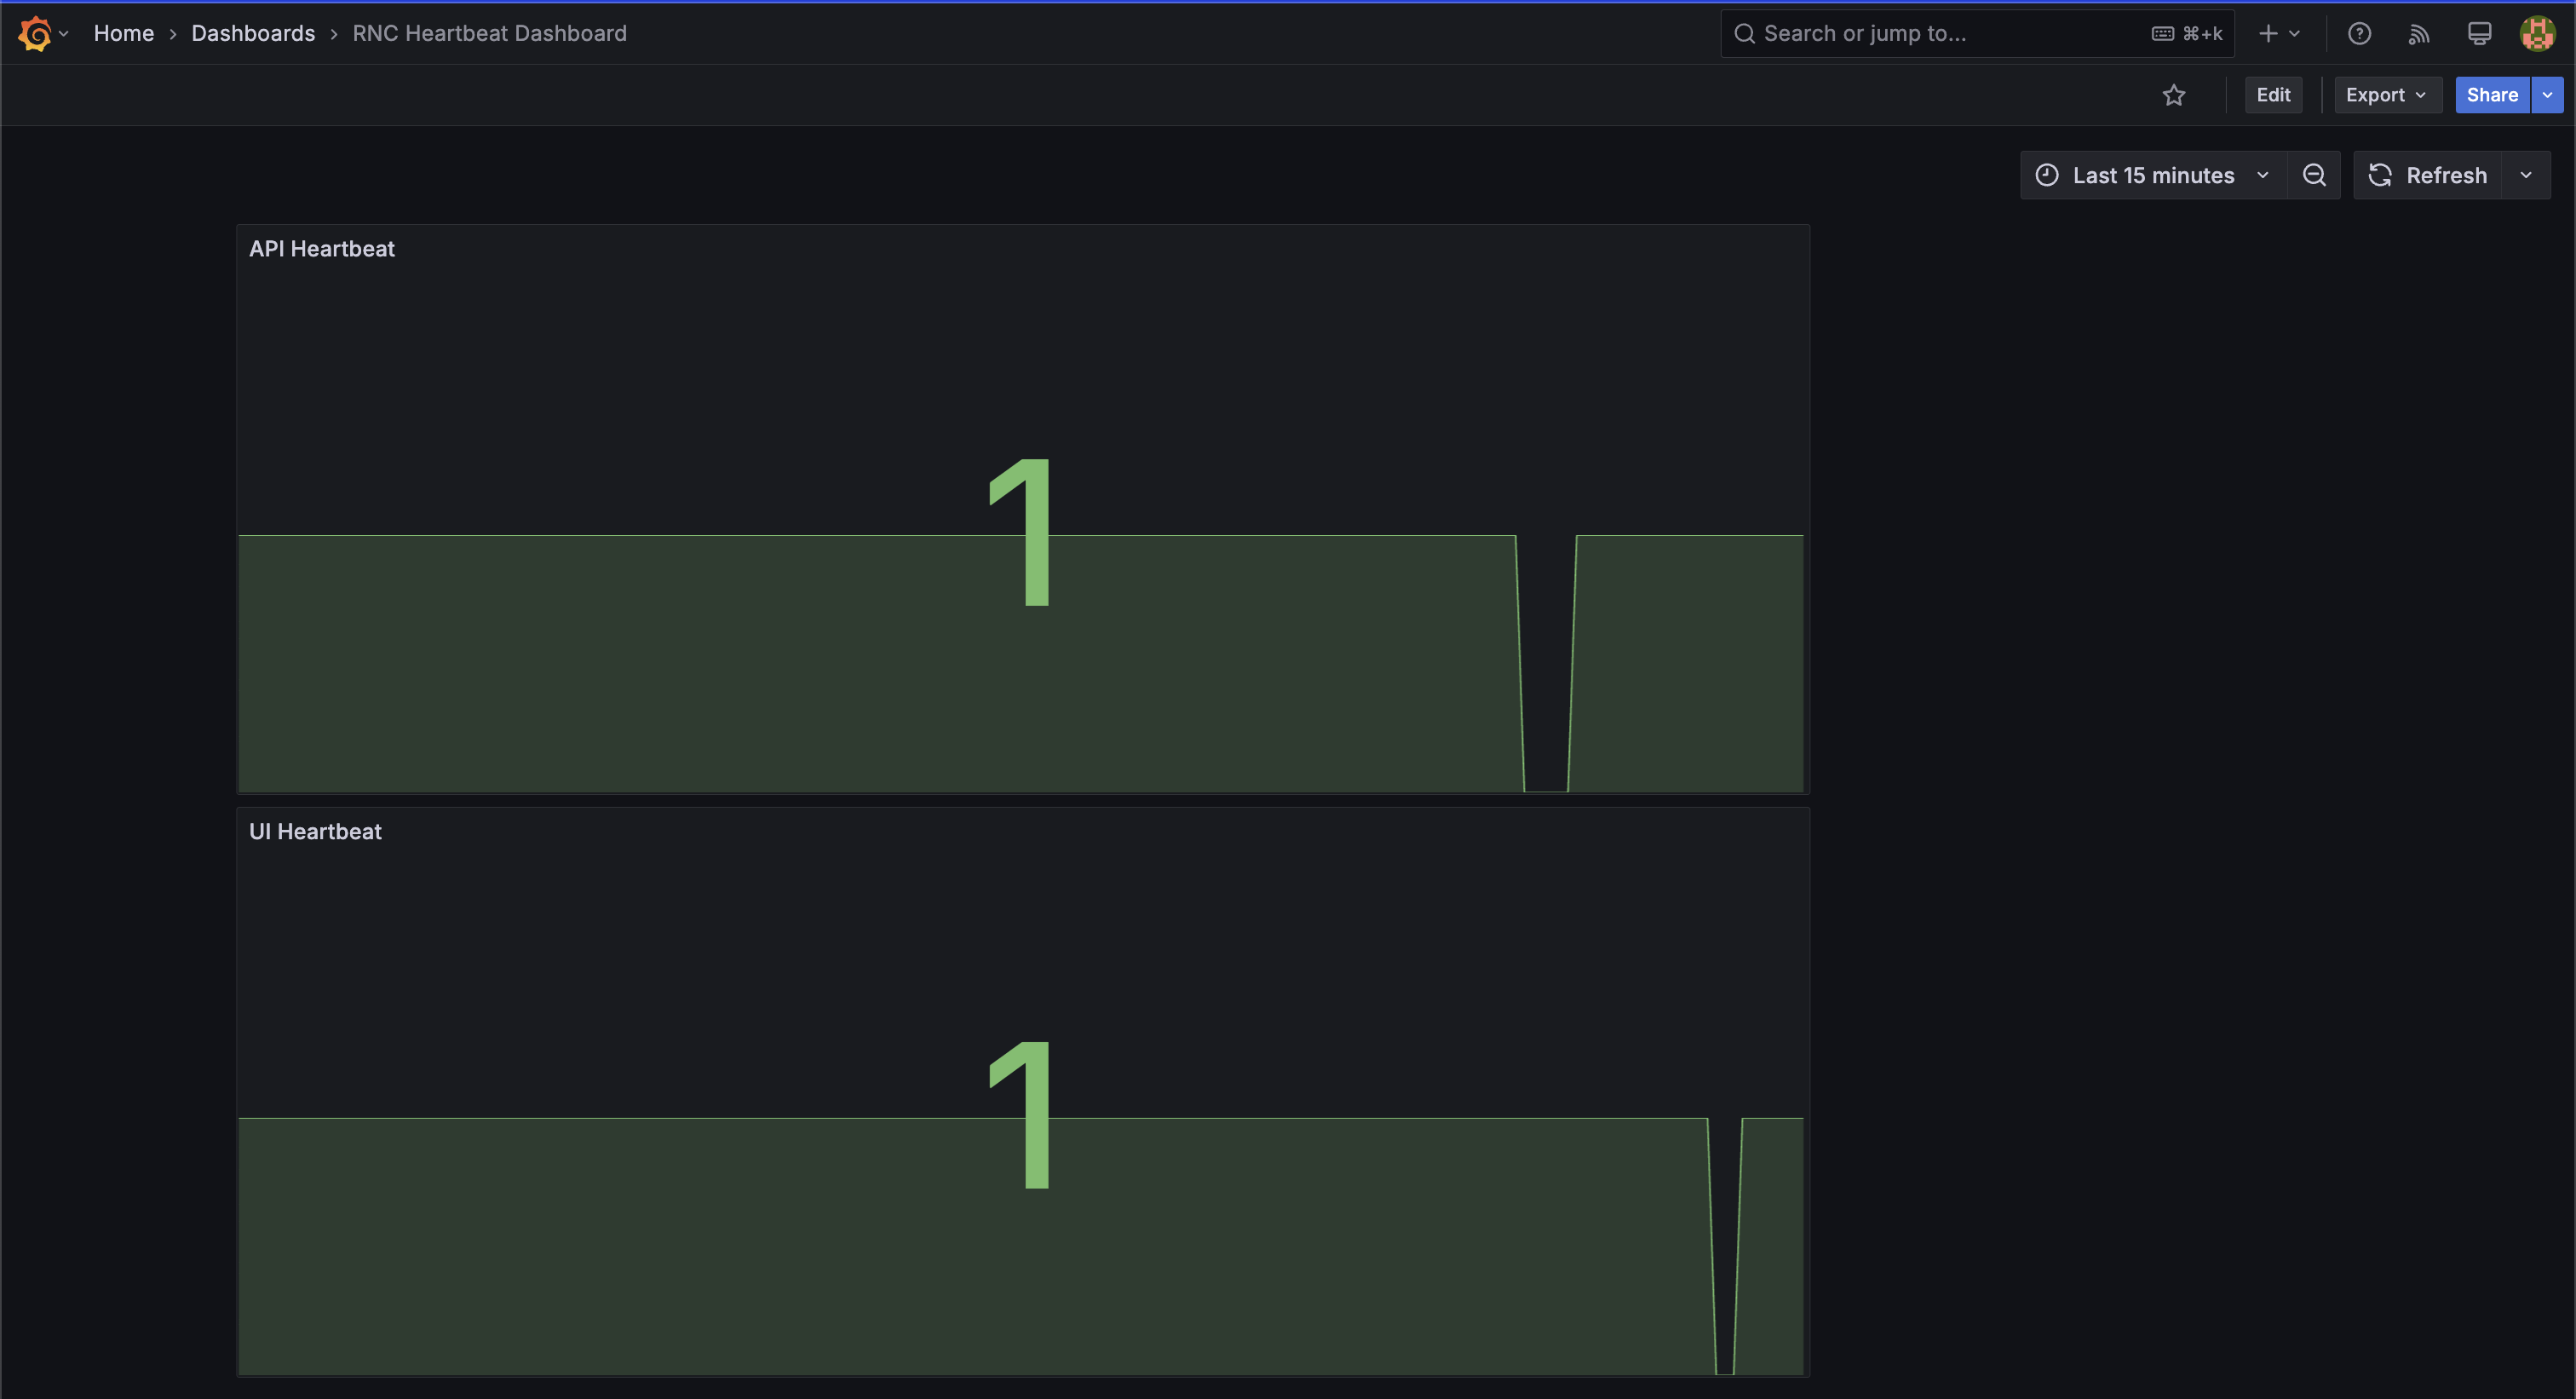 Home › Dashboards › RNC Heartbeat Dashboard
Search or jump to...
⌘+k
Edit
Export
Share
Last 15 minutes
Refresh
API Heartbeat
1
UI Heartbeat
1